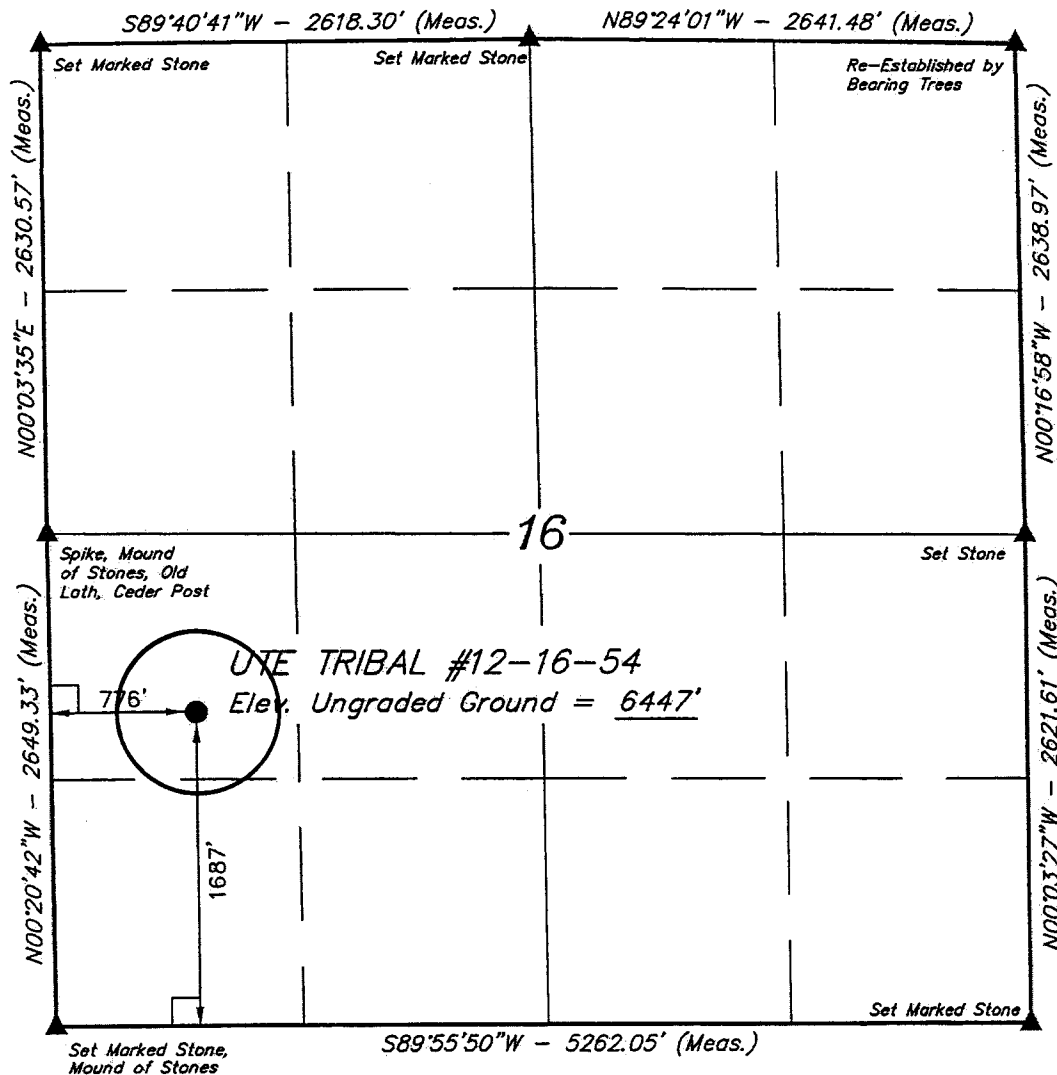 S89°40'41"W - 2618.30' (Meas.)
N89°24'01"W - 2641.48' (Meas.)
Set Marked Stone
Set Marked Stone
Re-Established by
Bearing Trees
N00°03'35"E - 2630.57' (Meas.)
N00°16'58"W - 2638.97' (Meas.)
16
Spike, Mound
of Stones, Old
Lath, Ceder Post
Set Stone
UTE TRIBAL #12-16-54
Elev. Ungraded Ground = 6447'
776'
1687'
N00°20'42"W - 2649.33' (Meas.)
N00°03'27"W - 2621.61' (Meas.)
Set Marked Stone
Set Marked Stone,
Mound of Stones
S89°55'50"W - 5262.05' (Meas.)